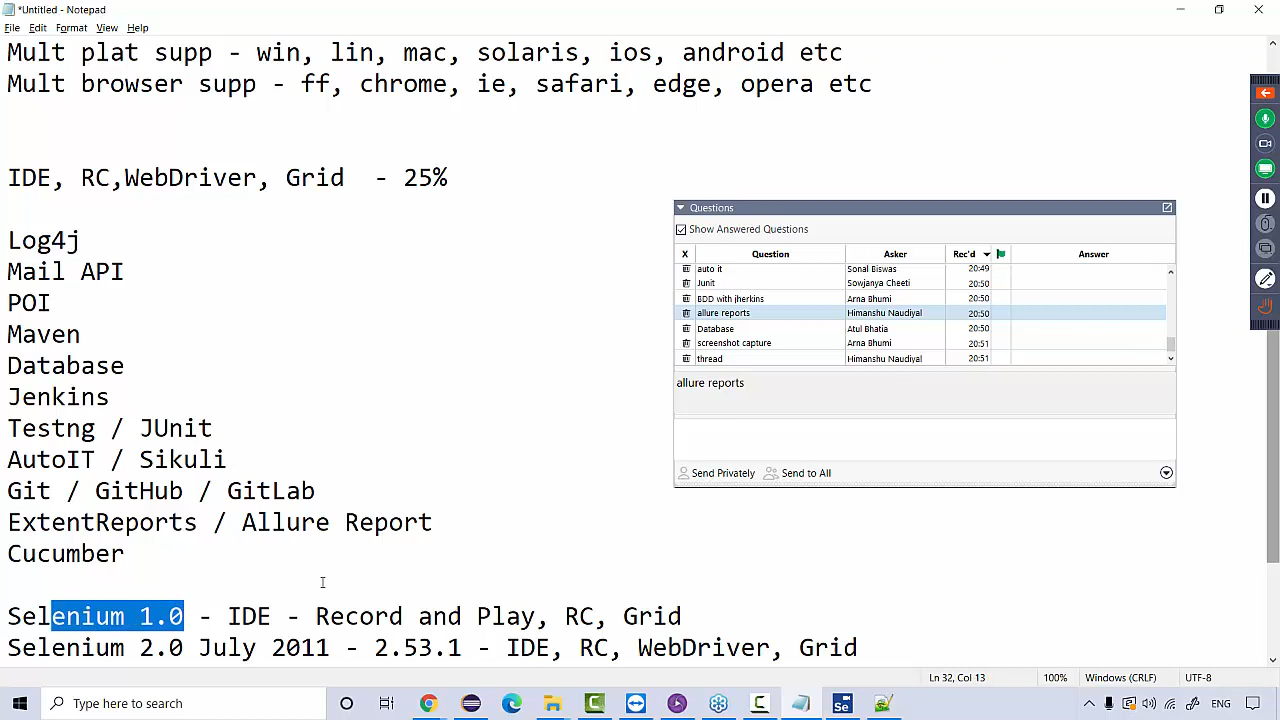 *Untitled - Notepad
File Edit Format View Help
Mult plat supp - win, lin, mac, solaris, ios, android etc
Mult browser supp - ff, chrome, ie, safari, edge, opera etc
IDE, RC,WebDriver, Grid - 25%
Log4j
Mail API
POI
Maven
Database
Jenkins
Testng / JUnit
AutoIT / Sikuli
Git / GitHub / GitLab
ExtentReports / Allure Report
Cucumber
Selenium 1.0 - IDE - Record and Play, RC, Grid
Selenium 2.0 July 2011 - 2.53.1 - IDE, RC, WebDriver, Grid
Questions
Show Answered Questions
X Question Asker Rec'd Answer
auto it Sonal Biswas 20:49
Junit Sowjanya Cheeti 20:50
BDD with jherkins Arna Bhumi 20:50
allure reports Himanshu Naudiyal 20:50
Database Atul Bhatia 20:50
screenshot capture Arna Bhumi 20:51
thread Himanshu Naudiyal 20:51
allure reports
Send Privately Send to All
Ln 32, Col 13 100% Windows (CRLF) UTF-8
Type here to search
Se
ENG